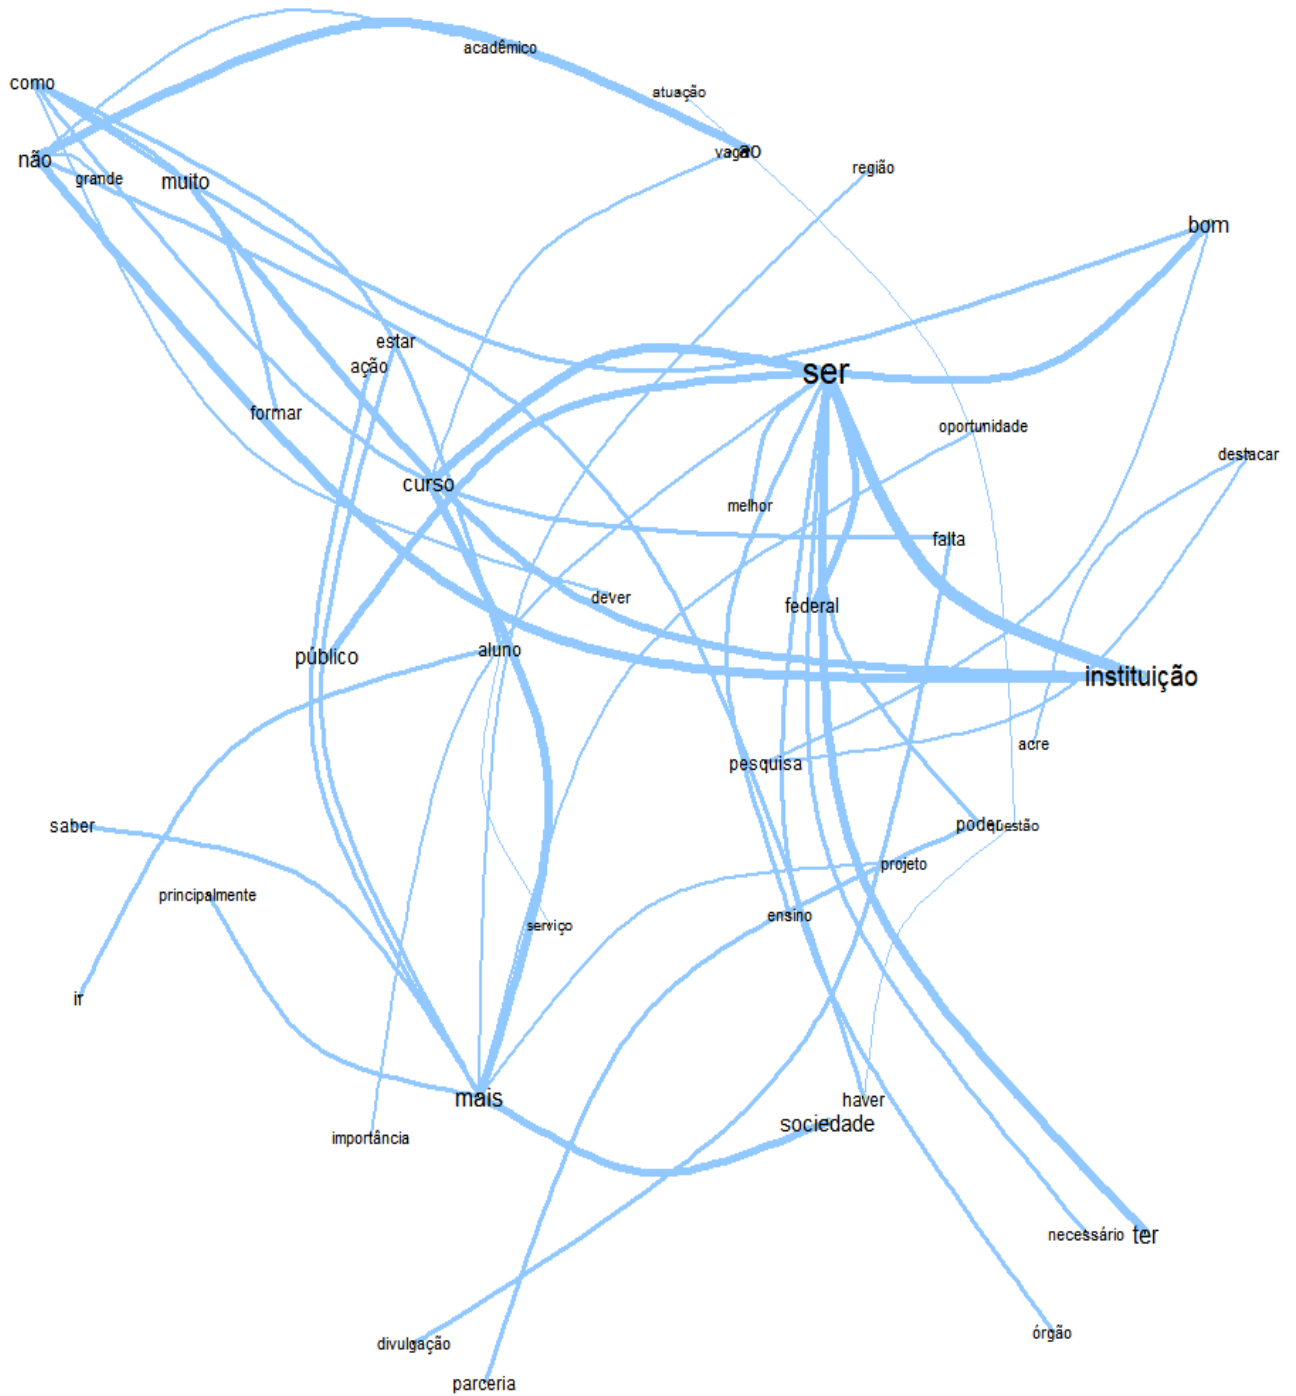 acadêmico
como
atuação
vaga
ao
não
região
grande
muito
bom
estar
ação
ser
formar
oportunidade
destacar
curso
melhor
falta
dever
federal
aluno
público
instituição
acre
pesquisa
saber
poder
questão
projeto
principalmente
ensino
serviço
ir
mais
haver
sociedade
importância
necessário
ter
órgão
divulgação
parceria